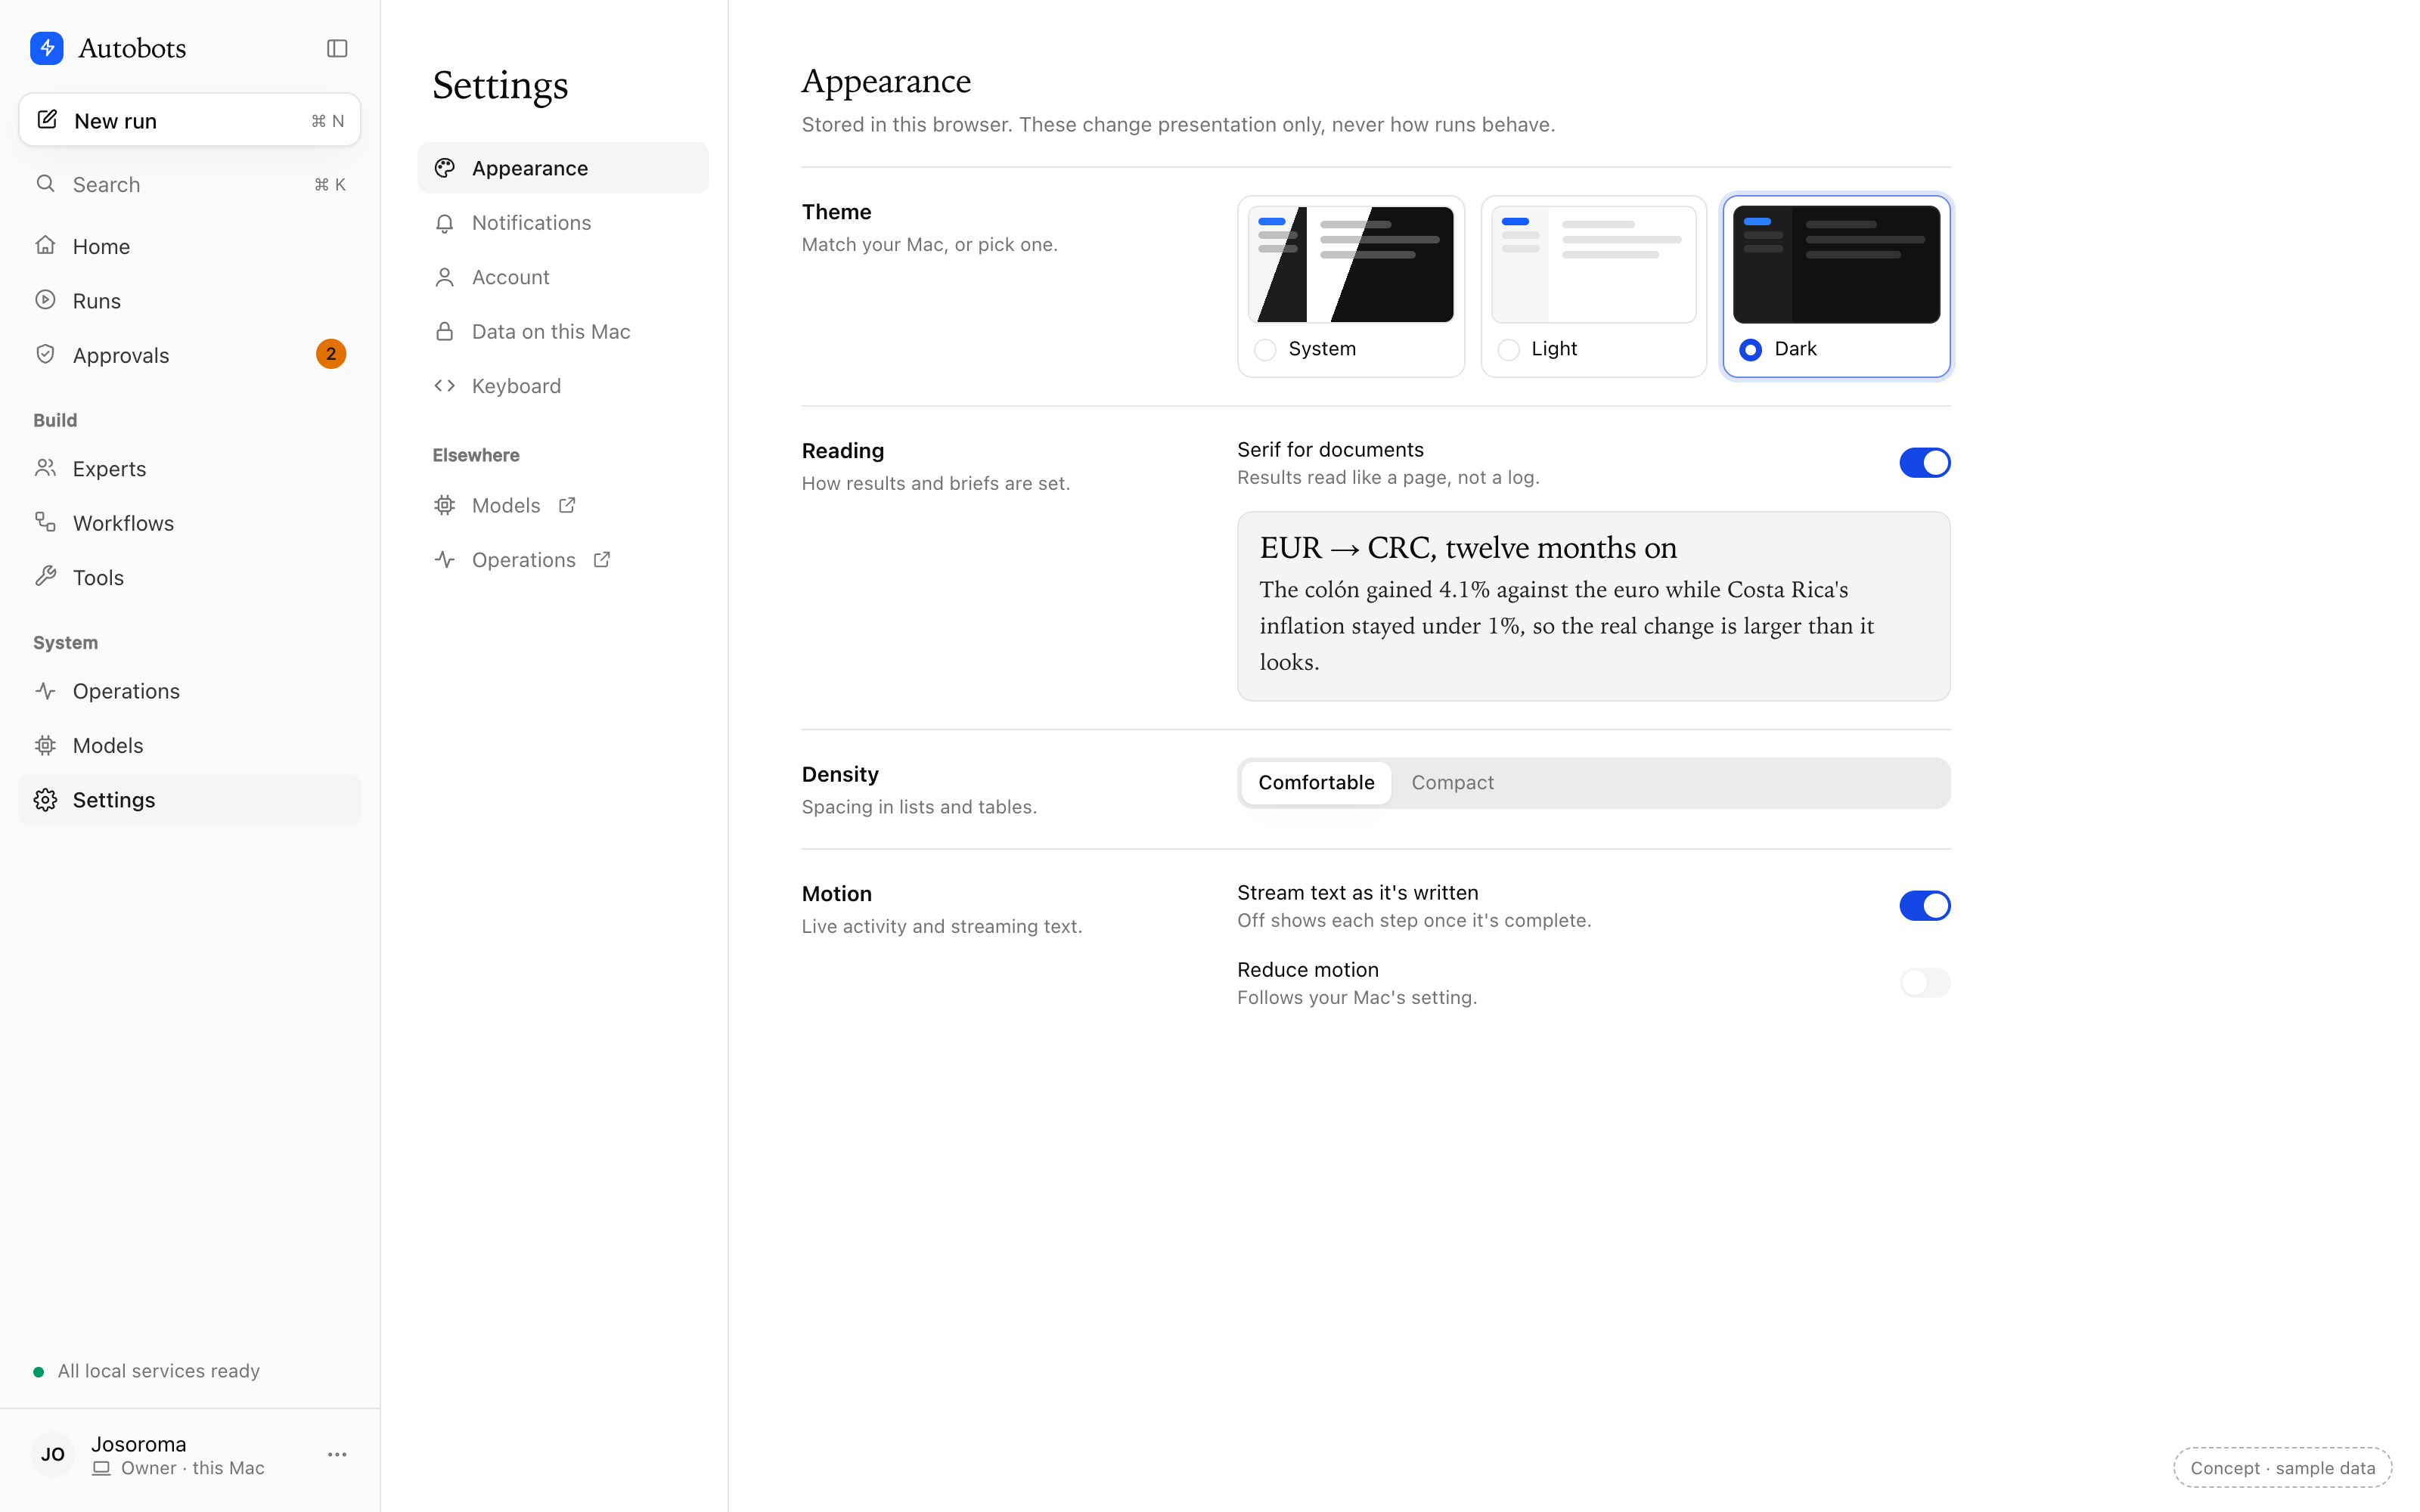 Autobots
New run ⌘ N
Search ⌘ K
Home
Runs
Approvals 2
Build
Experts
Workflows
Tools
System
Operations
Models
Settings
All local services ready
JO
Josoroma
Owner · this Mac
Settings
Appearance
Notifications
Account
Data on this Mac
Keyboard
Elsewhere
Models
Operations
Appearance
Stored in this browser. These change presentation only, never how runs behave.
Theme
Match your Mac, or pick one.
System
Light
Dark
Reading
How results and briefs are set.
Serif for documents
Results read like a page, not a log.
EUR → CRC, twelve months on
The colón gained 4.1% against the euro while Costa Rica's
inflation stayed under 1%, so the real change is larger than it
looks.
Density
Spacing in lists and tables.
Comfortable
Compact
Motion
Live activity and streaming text.
Stream text as it's written
Off shows each step once it's complete.
Reduce motion
Follows your Mac's setting.
Concept · sample data